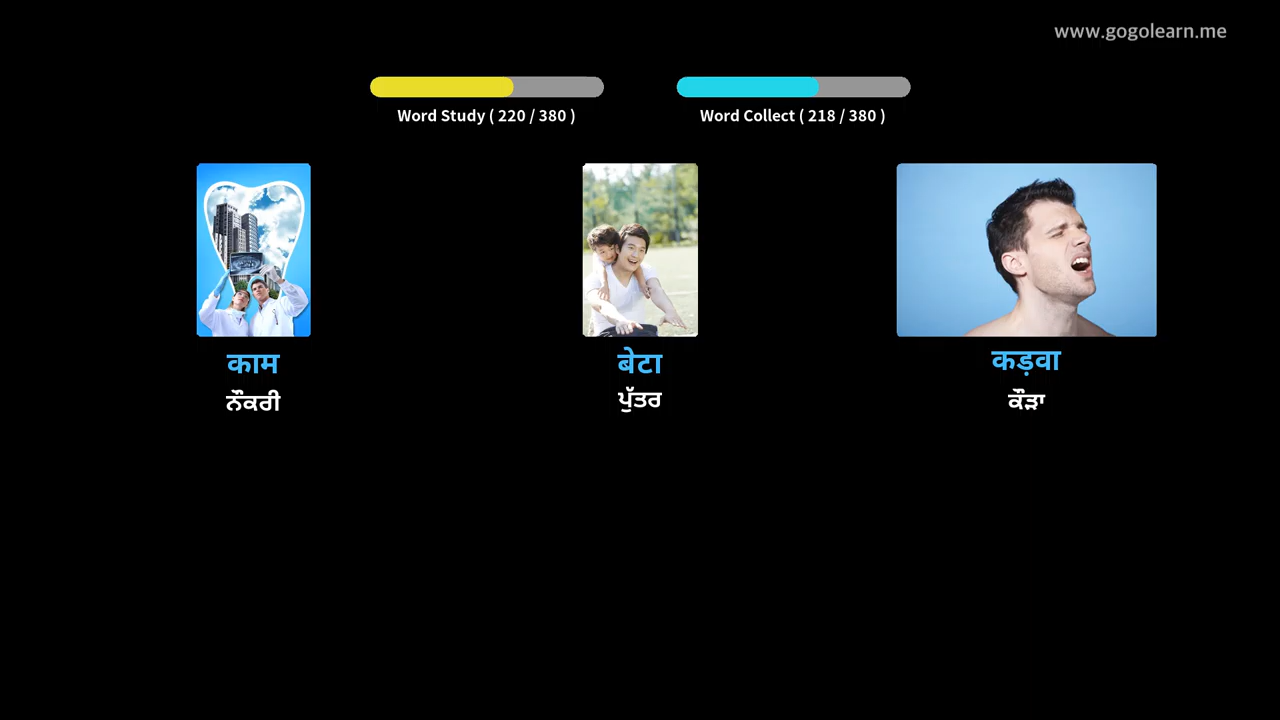 www.gogolearn.me
Word Study ( 220 / 380 )
Word Collect ( 218 / 380 )
काम
बेटा
कड़वा
ਨੌਕਰੀ
ਪੁੱਤਰ
ਕੌੜਾ